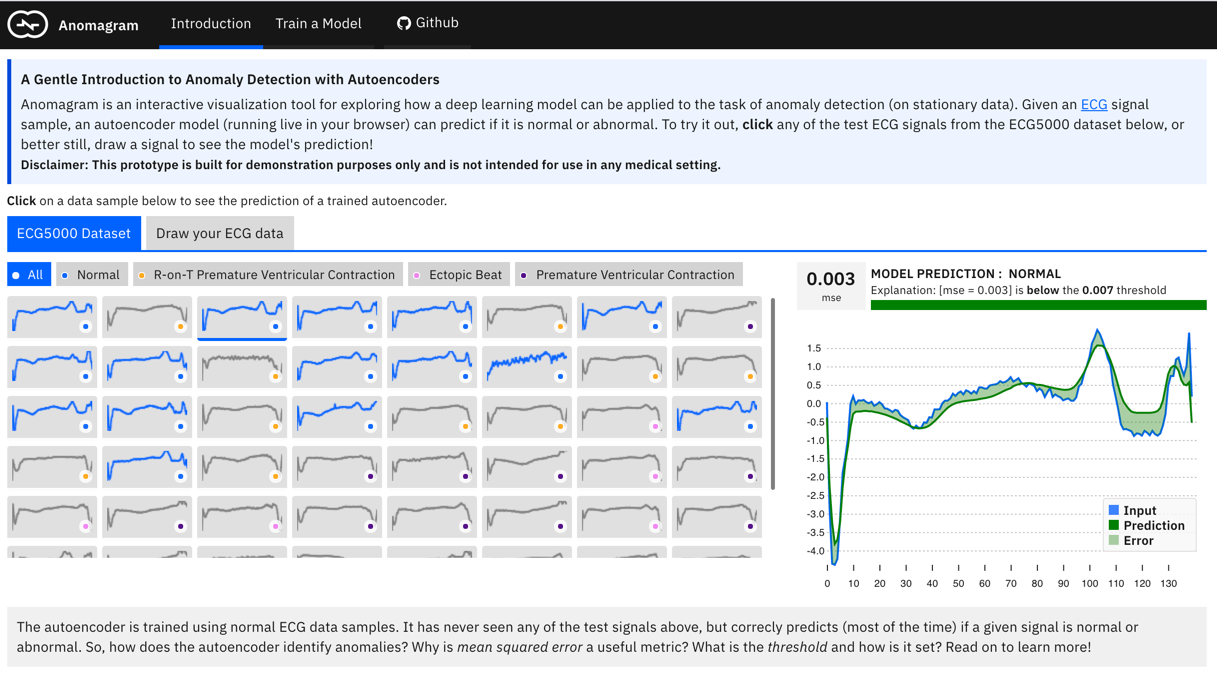 Anomagram
Introduction
Train a Model
Github
A Gentle Introduction to Anomaly Detection with Autoencoders
Anomagram is an interactive visualization tool for exploring how a deep learning model can be applied to the task of anomaly detection (on stationary data). Given an ECG signal
sample, an autoencoder model (running live in your browser) can predict if it is normal or abnormal. To try it out, click any of the test ECG signals from the ECG5000 dataset below, or
better still, draw a signal to see the model's prediction!
Disclaimer: This prototype is built for demonstration purposes only and is not intended for use in any medical setting.
Click on a data sample below to see the prediction of a trained autoencoder.
ECG5000 Dataset
Draw your ECG data
All
Normal
R-on-T Premature Ventricular Contraction
Ectopic Beat
Premature Ventricular Contraction
0.003
mse
MODEL PREDICTION : NORMAL
Explanation: [mse = 0.003] is below the 0.007 threshold
1.5
1.0
0.5
0.0
-0.5
-1.0
-1.5
-2.0
-2.5
-3.0
-3.5
-4.0
Input
Prediction
Error
0 10 20 30 40 50 60 70 80 90 100 110 120 130
The autoencoder is trained using normal ECG data samples. It has never seen any of the test signals above, but correcly predicts (most of the time) if a given signal is normal or
abnormal. So, how does the autoencoder identify anomalies? Why is mean squared error a useful metric? What is the threshold and how is it set? Read on to learn more!